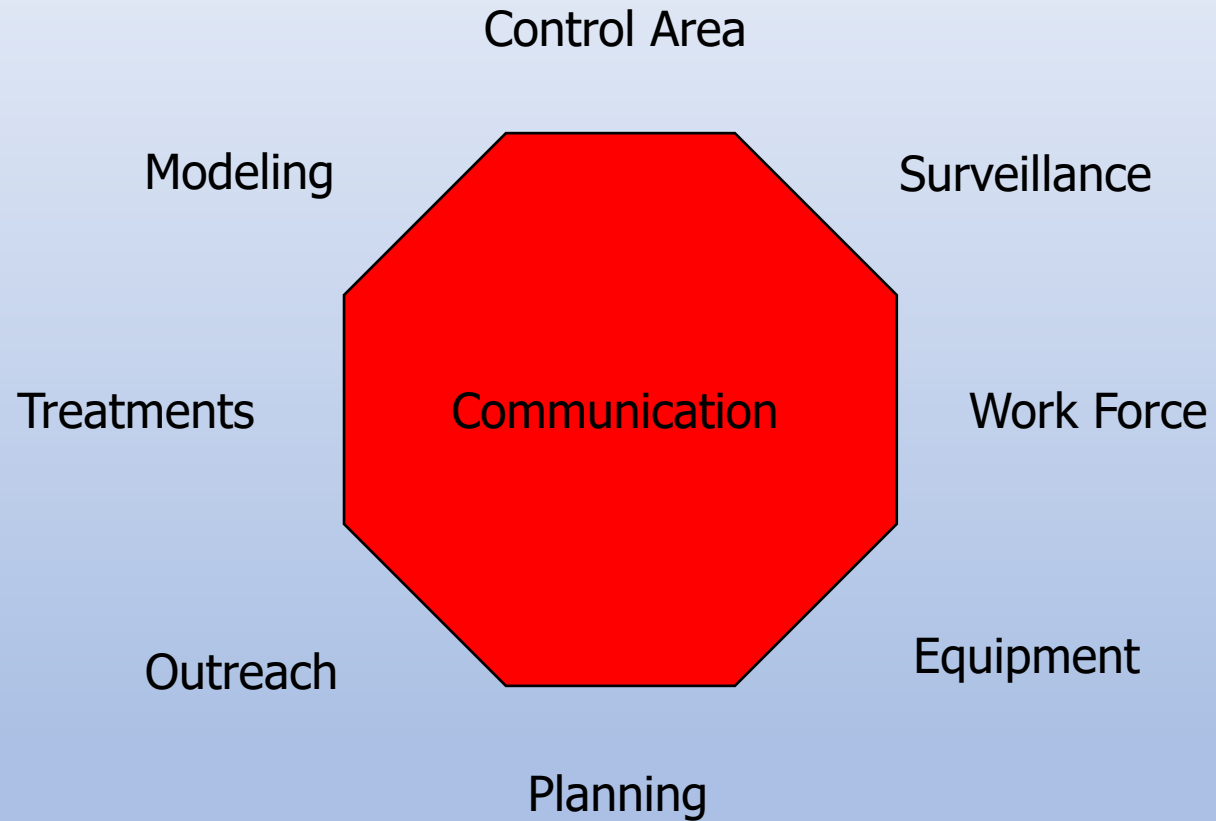 Control Area
Modeling
Surveillance
Treatments
Communication
Work Force
Outreach
Equipment
Planning